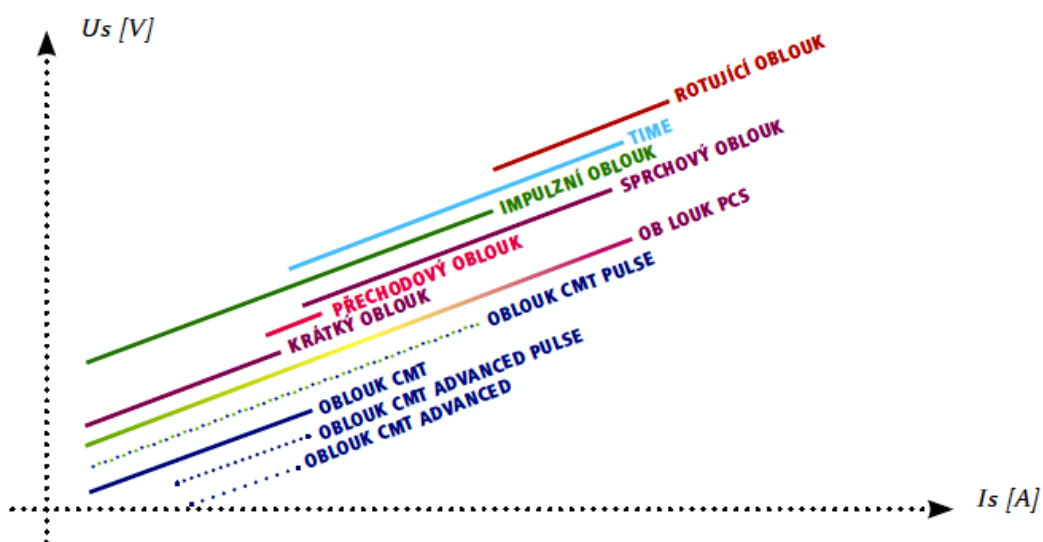 Us [V]
ROTUJÍCÍ OBLOUK
TIME
IMPULZNÍ OBLOUK
SPRCHOVÝ OBLOUK
OB LOUK PCS
PŘECHODOVÝ OBLOUK
KRÁTKÝ OBLOUK
OBLOUK CMT PULSE
OBLOUK CMT
OBLOUK CMT ADVANCED PULSE
OBLOUK CMT ADVANCED
Is [A]